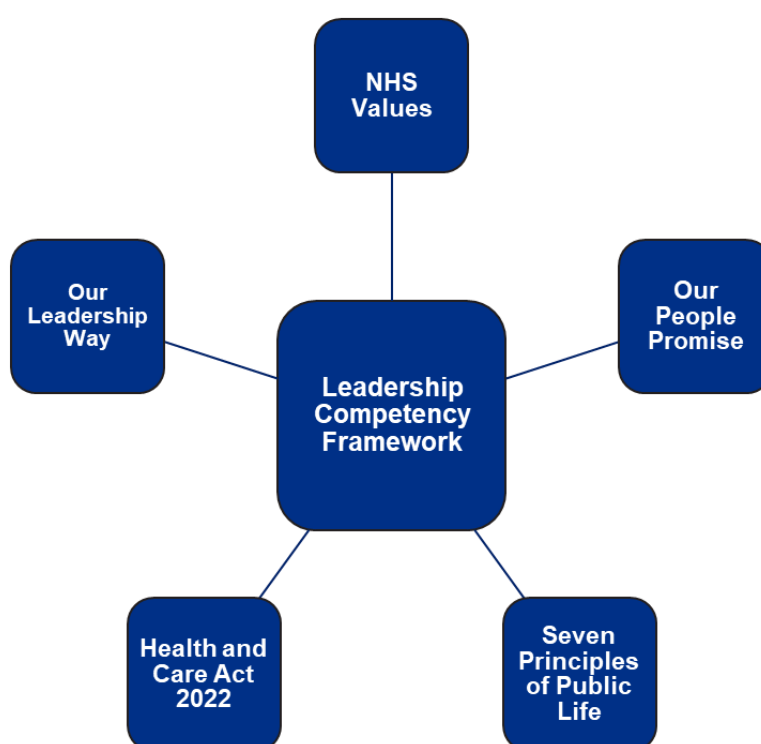 NHS
Values
Our
Leadership
Way
Our
People
Promise
Leadership
Competency
Framework
Health and
Care Act
2022
Seven
Principles
of Public
Life